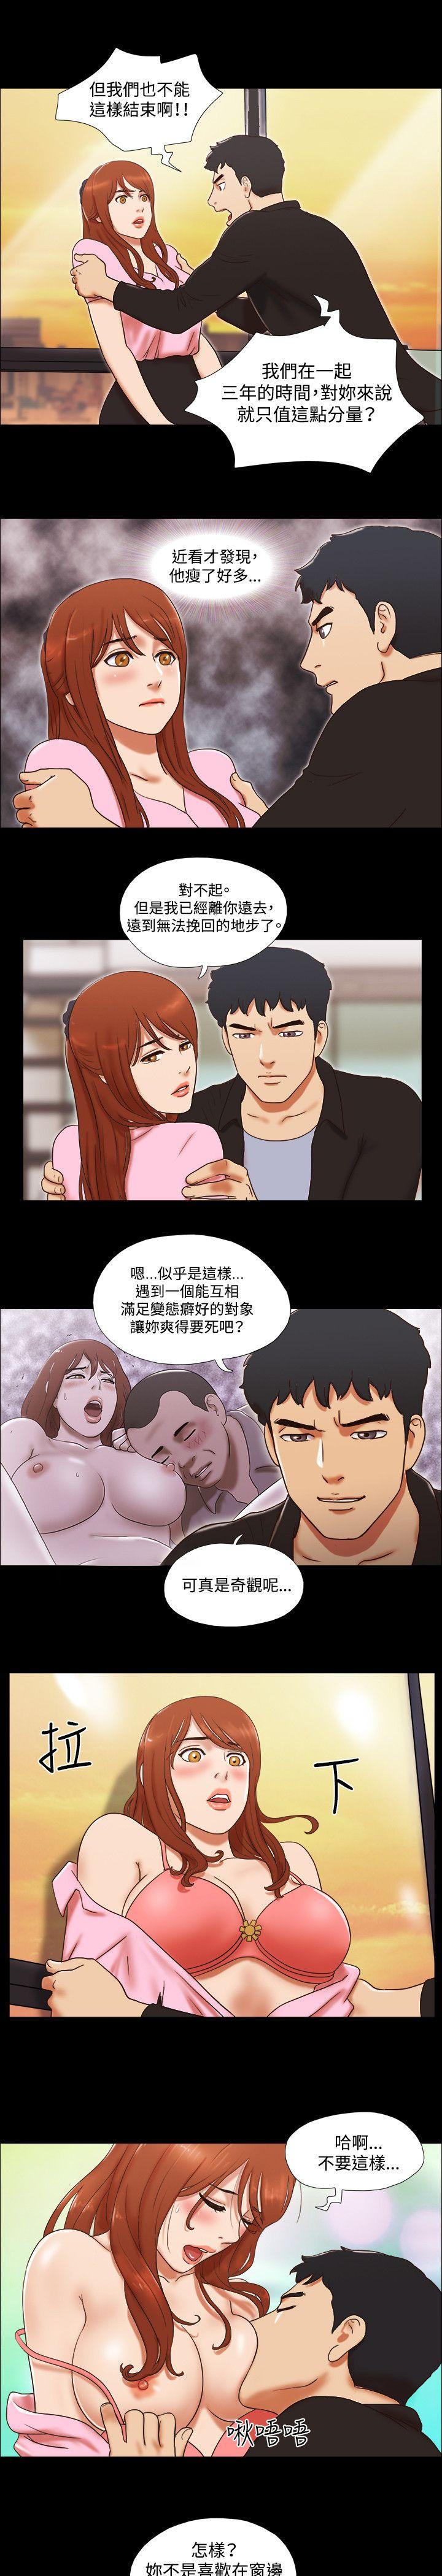 但我們也不能
這樣結束啊!!
我們在一起
三年的時間,對妳來說
就只值這點分量?
近看才發現,
他瘦了好多...
對不起。
但是我已經離你遠去,
遠到無法挽回的地步了。
嗯...似乎是這樣...
遇到一個能互相
滿足變態癖好的對象
讓妳爽得要死吧?
可真是奇觀呢...
拉
下
哈啊...
不要這樣...
啾唔唔
怎樣?
妳不是喜歡在窗邊